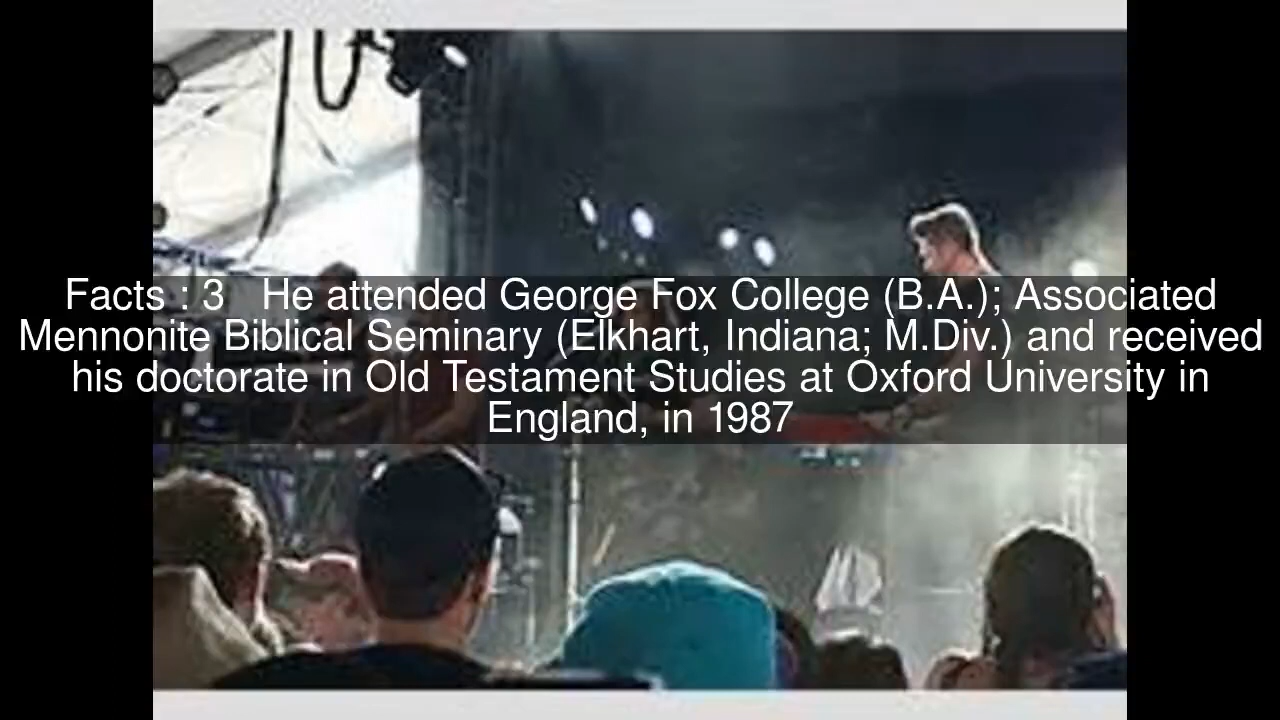 Facts : 3 He attended George Fox College (B.A.); Associated
Mennonite Biblical Seminary (Elkhart, Indiana; M.Div.) and received
his doctorate in Old Testament Studies at Oxford University in
England, in 1987